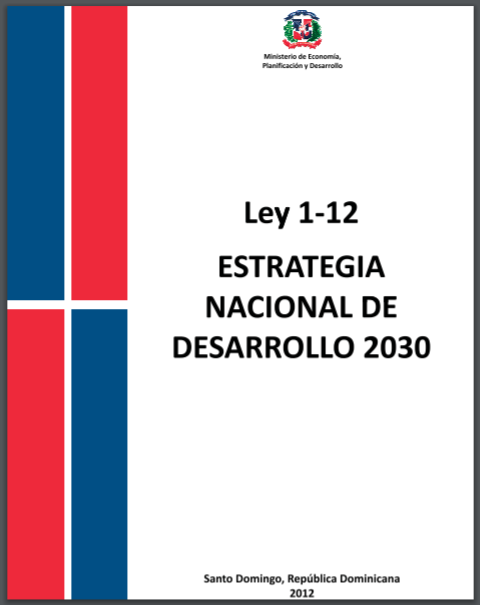 Ministerio de Economía,
Planificación y Desarrollo
Ley 1-12
ESTRATEGIA
NACIONAL DE
DESARROLLO 2030
Santo Domingo, República Dominicana
2012